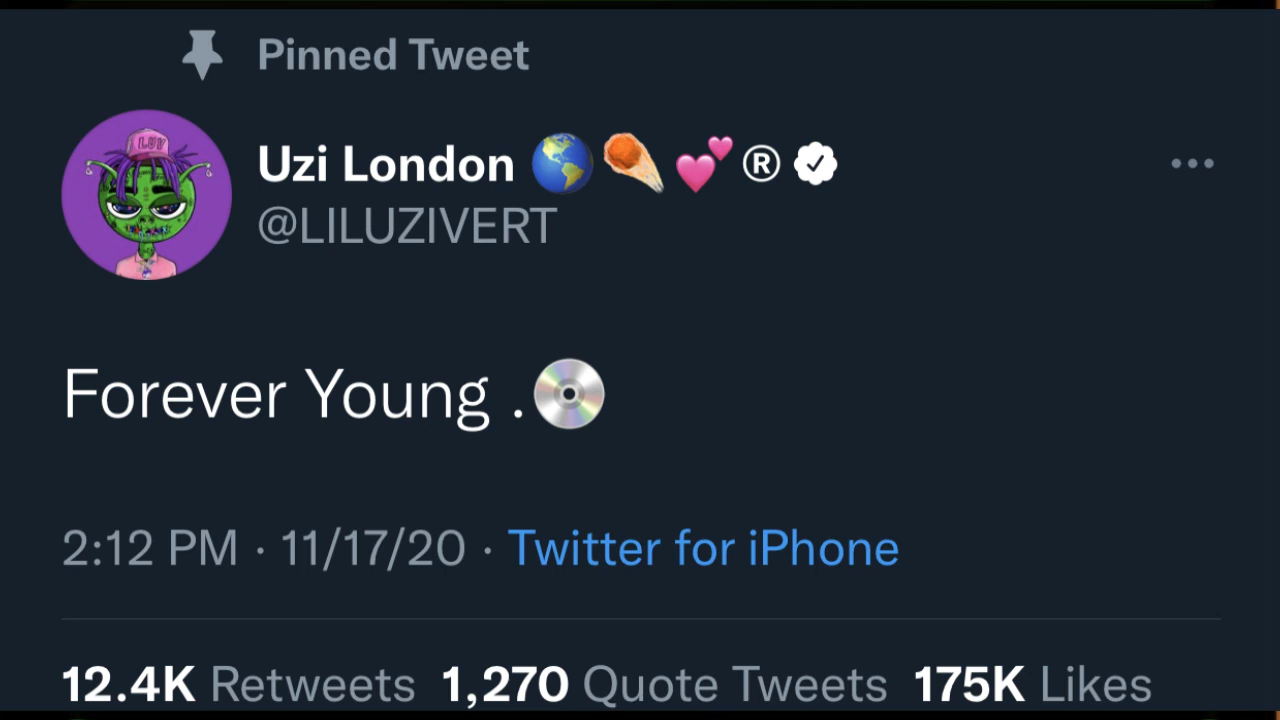 Pinned Tweet
LUV
Uzi London 🌎☄️💕® 
@LILUZIVERT
Forever Young .💿
2:12 PM · 11/17/20 · Twitter for iPhone
12.4K Retweets 1,270 Quote Tweets 175K Likes